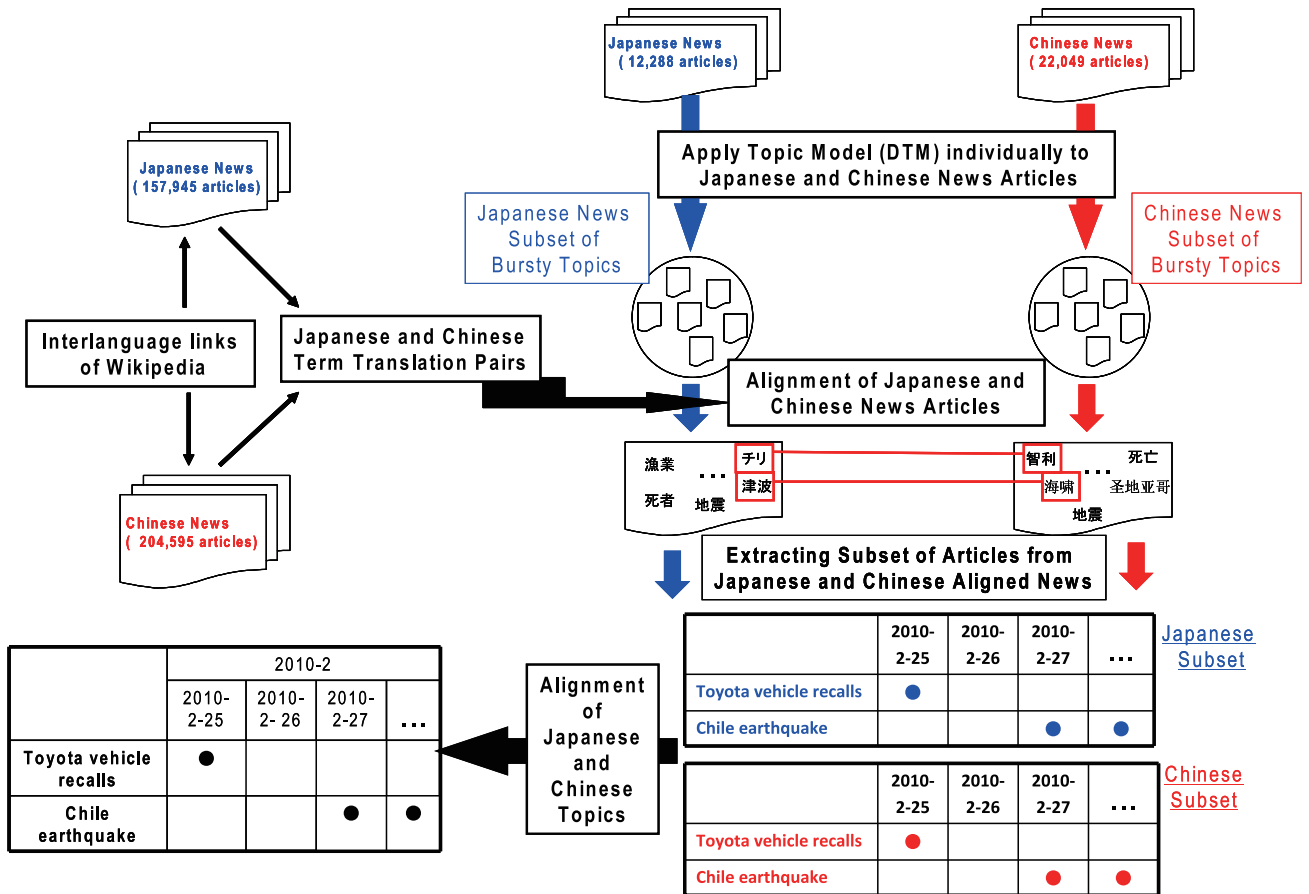 Japanese News
( 12,288 articles)
Chinese News
( 22,049 articles)
Apply Topic Model (DTM) individually to
Japanese and Chinese News Articles
Japanese News
( 157,945 articles)
Japanese News
Subset of
Bursty Topics
Chinese News
Subset of
Bursty Topics
Interlanguage links
of Wikipedia
Japanese and Chinese
Term Translation Pairs
Alignment of Japanese and
Chinese News Articles
漁業 ... チリ
死者 地震 津波
智利 ... 死亡
海啸 圣地亚哥
地震
Chinese News
( 204,595 articles)
Extracting Subset of Articles from
Japanese and Chinese Aligned News
2010-2-25 2010-2-26 2010-2-27 ...
Toyota vehicle recalls
Chile earthquake
Japanese
Subset
2010-2-25 2010-2-26 2010-2-27 ...
Toyota vehicle recalls
Chile earthquake
Chinese
Subset
Alignment
of
Japanese
and
Chinese
Topics
2010-2
2010-2-25 2010-2- 26 2010-2-27 ...
Toyota vehicle
recalls
Chile
earthquake